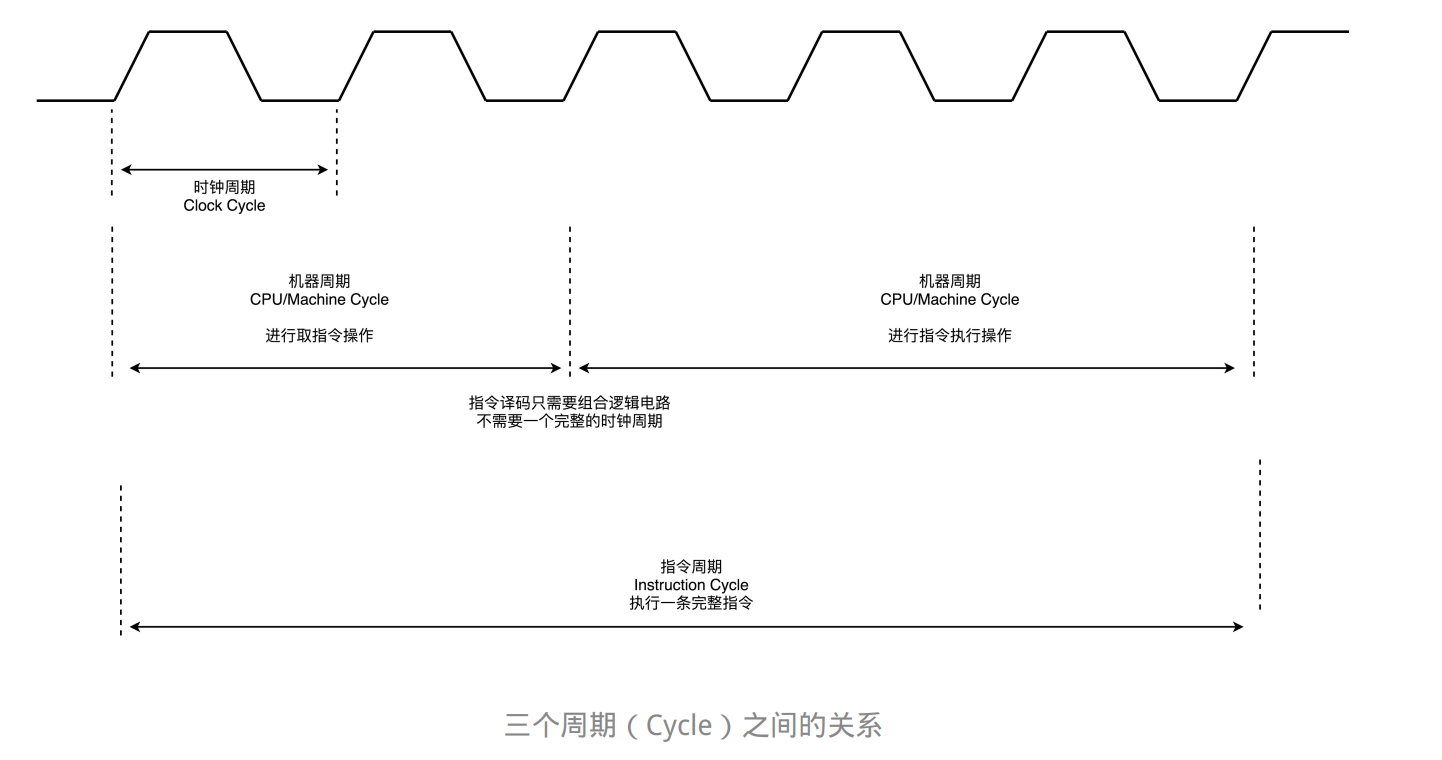 时钟周期
Clock Cycle
机器周期
CPU/Machine Cycle
进行取指令操作
机器周期
CPU/Machine Cycle
进行指令执行操作
指令译码只需要组合逻辑电路
不需要一个完整的时钟周期
指令周期
Instruction Cycle
执行一条完整指令
三个周期（Cycle）之间的关系